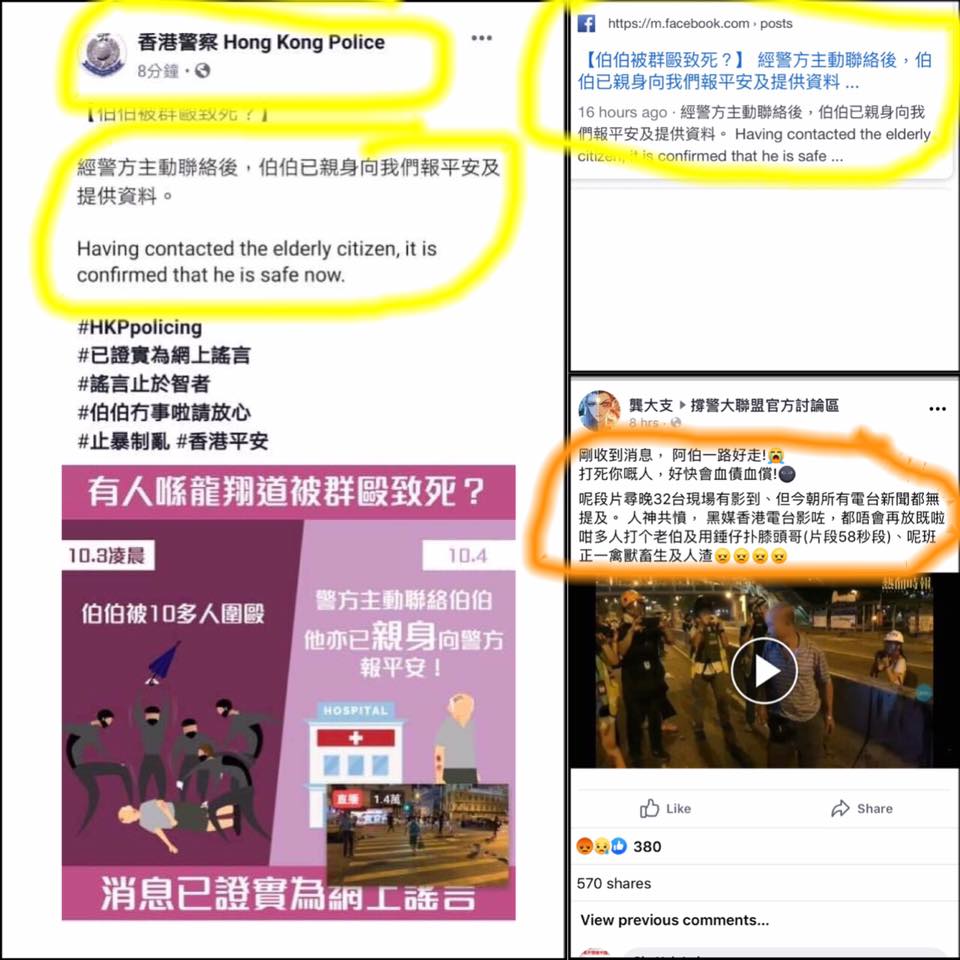 香港警察 Hong Kong Police
8分鐘
【伯伯被群毆致死？】
經警方主動聯絡後，伯伯已親身向我們報平安及
提供資料。
Having contacted the elderly citizen, it is
confirmed that he is safe now.
#HKPpolicing
#已證實為網上謠言
#謠言止於智者
#伯伯冇事啦請放心
#止暴制亂 #香港平安
有人喺龍翔道被群毆致死？
10.3凌晨
伯伯被10多人圍毆
10.4
警方主動聯絡伯伯
他亦已親身向警方
報平安！
HOSPITAL
直播 1.4萬
消息已證實為網上謠言
https://m.facebook.com › posts
【伯伯被群毆致死？】 經警方主動聯絡後，伯
伯已親身向我們報平安及提供資料 ...
16 hours ago · 經警方主動聯絡後，伯伯已親身向我
們報平安及提供資料。 Having contacted the elderly
citizen, it is confirmed that he is safe ...
龔大支 ▸ 撐警大聯盟官方討論區
8 hrs
剛收到消息， 阿伯一路好走!😭
打死你嘅人，好快會血債血償!💣
呢段片尋晚32台現場有影到、但今朝所有電台新聞都無
提及。 人神共憤， 黑媒香港電台影咗，都唔會再放既啦
咁多人打个老伯及用錘仔扑膝頭哥(片段58秒段)、呢班
正一禽獸畜生及人渣😠😠😠😠
熱血時報
Like
Share
380
570 shares
View previous comments...